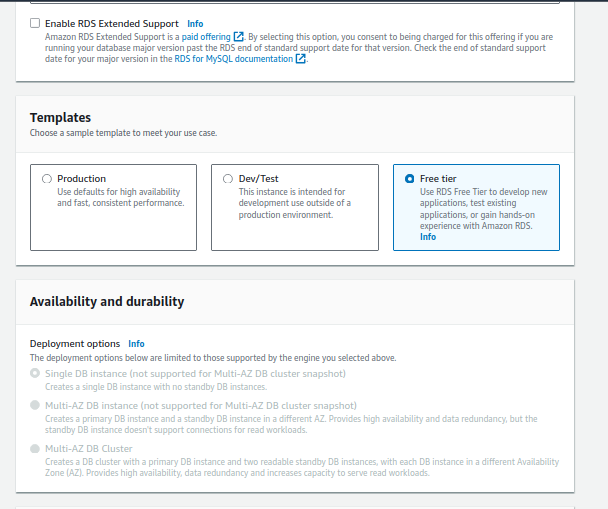 Enable RDS Extended Support Info
Amazon RDS Extended Support is a paid offering. By selecting this option, you consent to being charged for this offering if you are
running your database major version past the RDS end of standard support date for that version. Check the end of standard support
date for your major version in the RDS for MySQL documentation.
Templates
Choose a sample template to meet your use case.
Production
Use defaults for high availability
and fast, consistent performance.
Dev/Test
This instance is intended for
development use outside of a
production environment.
Free tier
Use RDS Free Tier to develop new
applications, test existing
applications, or gain hands-on
experience with Amazon RDS.
Info
Availability and durability
Deployment options Info
The deployment options below are limited to those supported by the engine you selected above.
Single DB instance (not supported for Multi-AZ DB cluster snapshot)
Creates a single DB instance with no standby DB instances.
Multi-AZ DB instance (not supported for Multi-AZ DB cluster snapshot)
Creates a primary DB instance and a standby DB instance in a different AZ. Provides high availability and data redundancy, but the
standby DB instance doesn't support connections for read workloads.
Multi-AZ DB Cluster
Creates a DB cluster with a primary DB instance and two readable standby DB instances, with each DB instance in a different Availability
Zone (AZ). Provides high availability, data redundancy and increases capacity to serve read workloads.